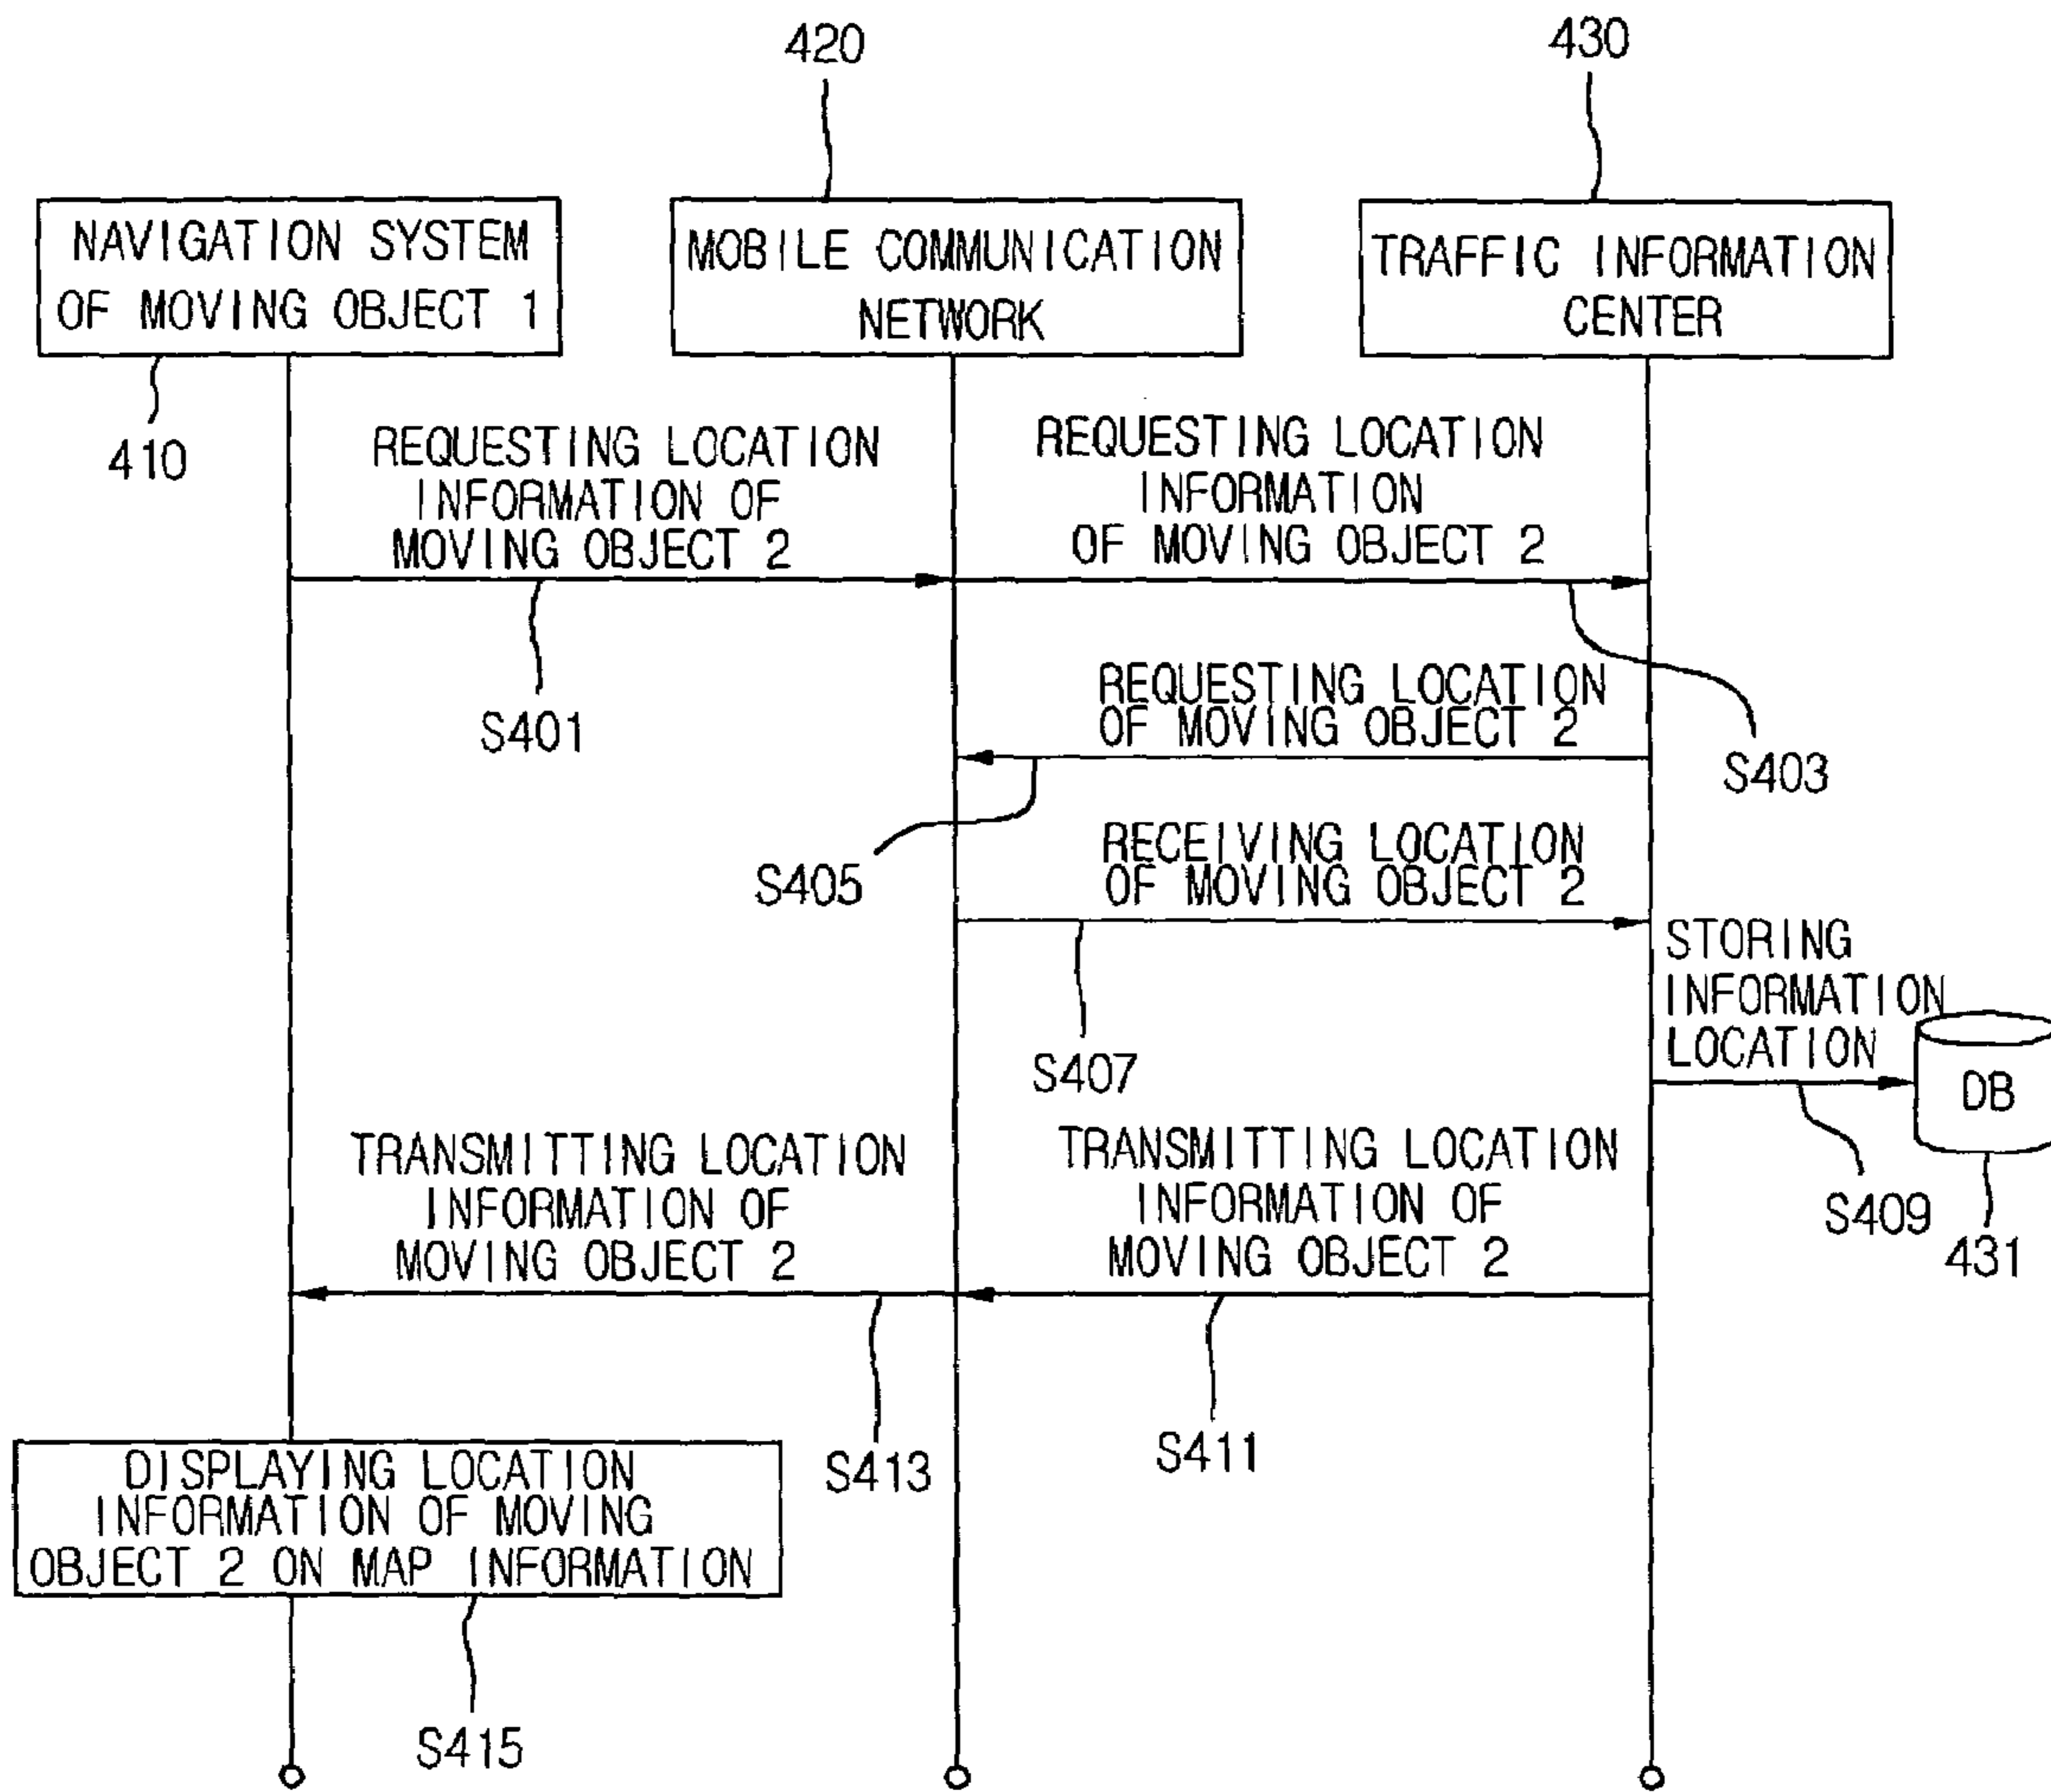 420
430
NAVIGATION SYSTEM
OF MOVING OBJECT 1
MOBILE COMMUNICATION
NETWORK
TRAFFIC INFORMATION
CENTER
410
REQUESTING LOCATION
INFORMATION OF
MOVING OBJECT 2
REQUESTING LOCATION
INFORMATION
OF MOVING OBJECT 2
S401
REQUESTING LOCATION
OF MOVING OBJECT 2
S403
S405
RECEIVING LOCATION
OF MOVING OBJECT 2
S407
STORING
INFORMATION
LOCATION
DB
S409
431
TRANSMITTING LOCATION
INFORMATION OF
MOVING OBJECT 2
TRANSMITTING LOCATION
INFORMATION OF
MOVING OBJECT 2
S413
S411
DISPLAYING LOCATION
INFORMATION OF MOVING
OBJECT 2 ON MAP INFORMATION
S415